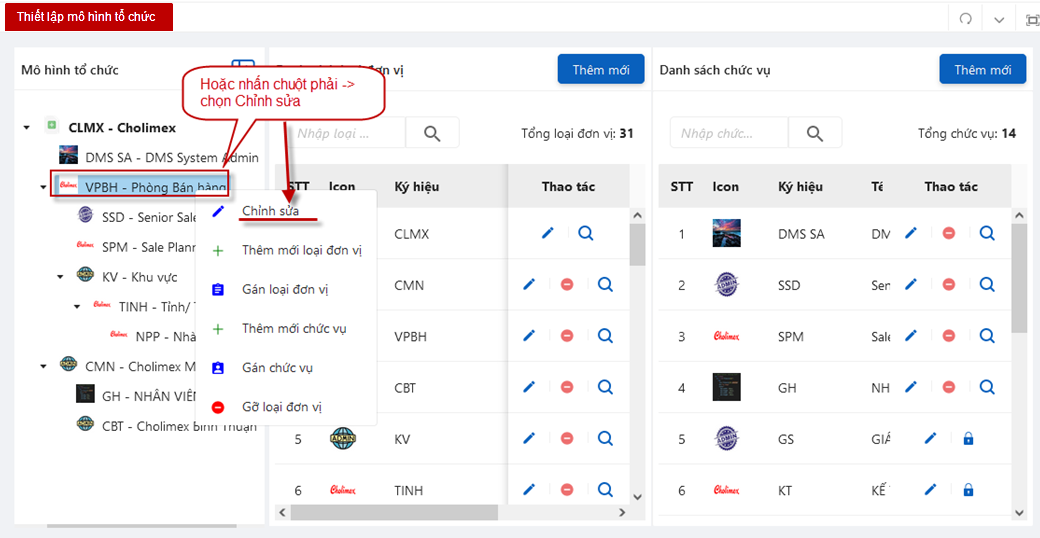 Thiết lập mô hình tổ chức
Mô hình tổ chức
Hoặc nhấn chuột phải ->
chọn Chỉnh sửa
CLMX - Cholimex
DMS SA - DMS System Admin
VPBH - Phòng Bán hàng
SSD - Senior Sale
SPM - Sale Plann
KV - Khu vực
TINH - Tỉnh/
NPP - Nhà
CMN - Cholimex M
GH - NHÂN VIÊN
CBT - Cholimex Bình Thuận
Chỉnh sửa
Thêm mới loại đơn vị
Gán loại đơn vị
Thêm mới chức vụ
Gán chức vụ
Gỡ loại đơn vị
đơn vị
Thêm mới
Nhập loại ...
Tổng loại đơn vị: 31
STT Icon Ký hiệu Thao tác
CLMX
CMN
VPBH
CBT
5 ADMIN KV
6 Cholimex TINH
Danh sách chức vụ
Thêm mới
Nhập chức...
Tổng chức vụ: 14
STT Icon Ký hiệu Tê Thao tác
1 DMS SA DM
2 ADMIN SSD Sen
3 Cholimex SPM Sale
4 GH NH
5 ADMIN GS GIÁ
6 Cholimex KT KẾ